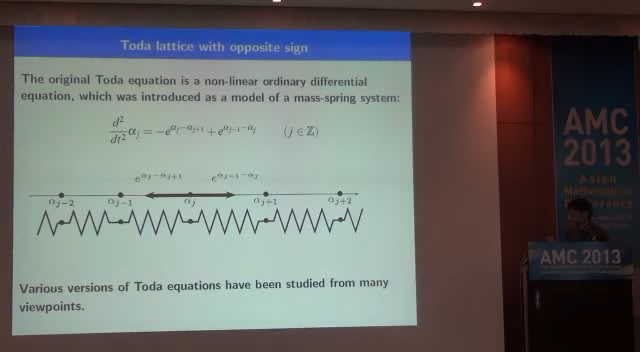 Toda lattice with opposite sign
The original Toda equation is a non-linear ordinary differential
equation, which was introduced as a model of a mass-spring system:
d²/dt² αⱼ = −e^{αⱼ−αⱼ₊₁} + e^{αⱼ₋₁−αⱼ} (j ∈ ℤ)
e^{αⱼ−αⱼ₊₁} e^{αⱼ₋₁−αⱼ}
αⱼ₋₂ αⱼ₋₁ αⱼ αⱼ₊₁ αⱼ₊₂
Various versions of Toda equations have been studied from many
viewpoints.
AMC
2013
Asian
Mathematical
Conference
AMC 2013